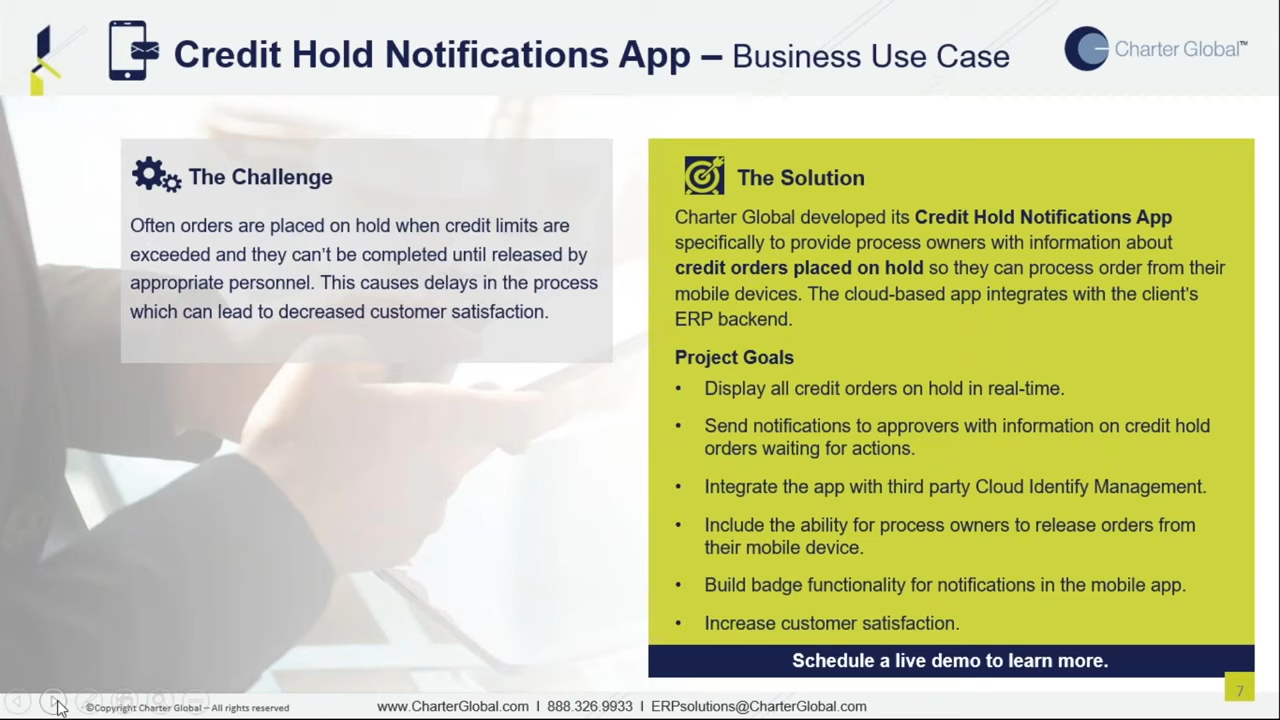 Credit Hold Notifications App – Business Use Case
Charter Global™
The Challenge
Often orders are placed on hold when credit limits are
exceeded and they can’t be completed until released by
appropriate personnel. This causes delays in the process
which can lead to decreased customer satisfaction.
The Solution
Charter Global developed its Credit Hold Notifications App
specifically to provide process owners with information about
credit orders placed on hold so they can process order from their
mobile devices. The cloud-based app integrates with the client’s
ERP backend.
Project Goals
• Display all credit orders on hold in real-time.
• Send notifications to approvers with information on credit hold
orders waiting for actions.
• Integrate the app with third party Cloud Identify Management.
• Include the ability for process owners to release orders from
their mobile device.
• Build badge functionality for notifications in the mobile app.
• Increase customer satisfaction.
Schedule a live demo to learn more.
7
©Copyright Charter Global – All rights reserved
www.CharterGlobal.com I 888.326.9933 I ERPsolutions@CharterGlobal.com